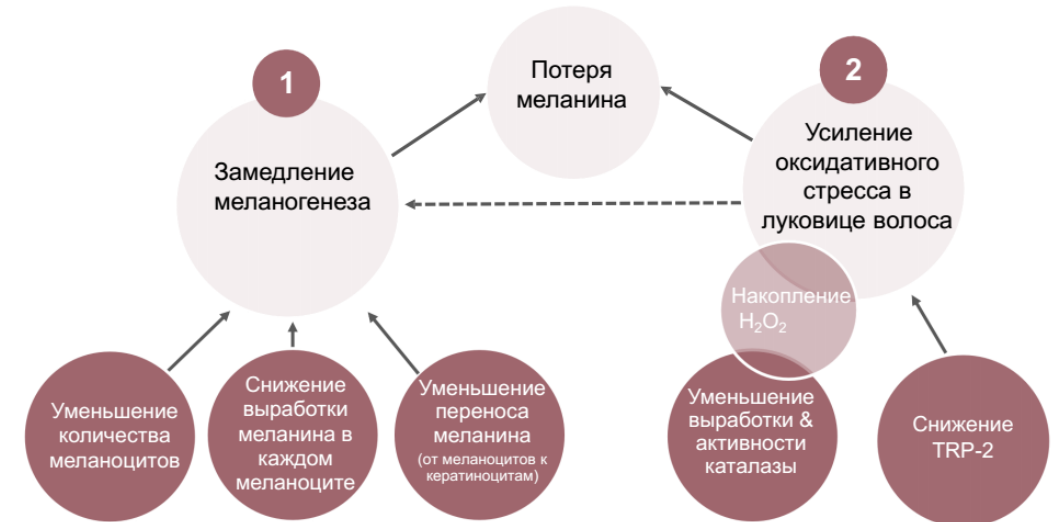 1
Замедление
меланогенеза
Потеря
меланина
2
Усиление
оксидативного
стресса в
луковице волоса
Накопление
H₂O₂
Уменьшение
количества
меланоцитов
Снижение
выработки
меланина в
каждом
меланоците
Уменьшение
переноса
меланина
(от меланоцитов к
кератиноцитам)
Уменьшение
выработки &
активности
каталазы
Снижение
TRP-2